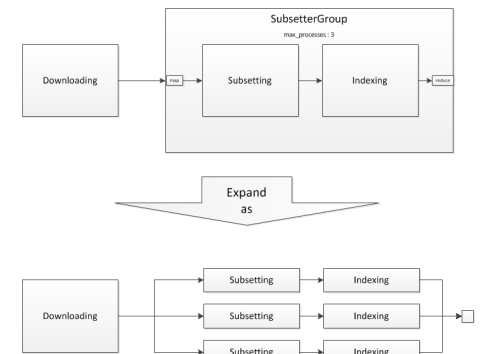 SubsetterGroup
max_processes : 3
Downloading
map
Subsetting
Indexing
reduce
Expand
as
Subsetting
Indexing
Downloading
Subsetting
Indexing
Subsetting
Indexing